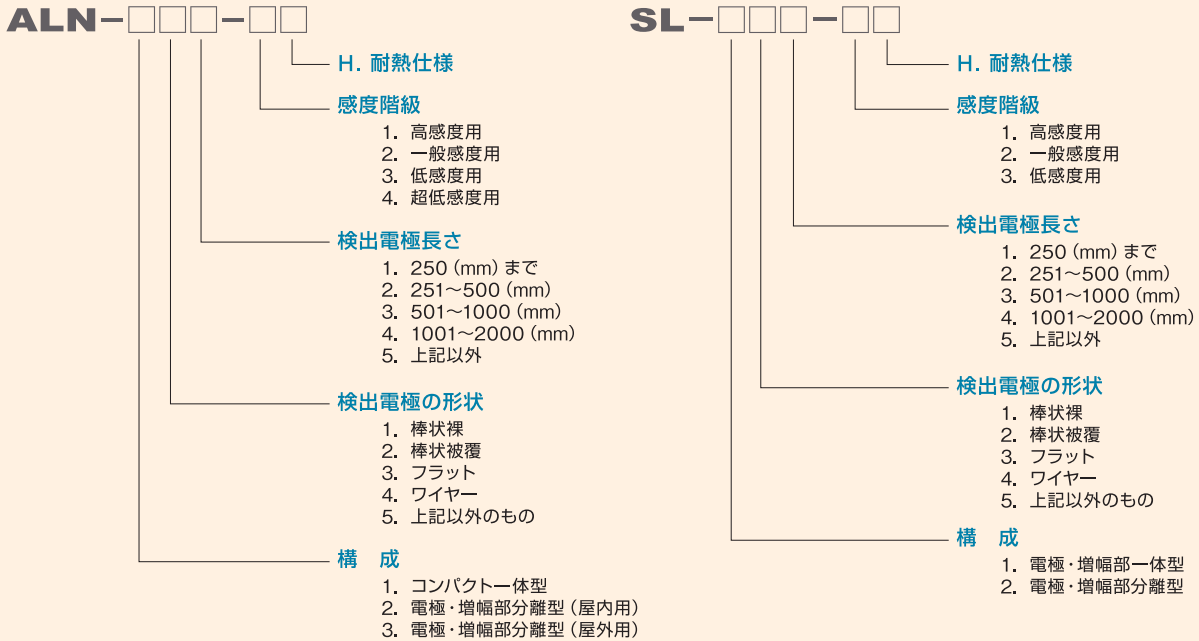 ALN-□□□-□□
H. 耐熱仕様
感度階級
1. 高感度用
2. 一般感度用
3. 低感度用
4. 超低感度用
検出電極長さ
1. 250 (mm) まで
2. 251～500 (mm)
3. 501～1000 (mm)
4. 1001～2000 (mm)
5. 上記以外
検出電極の形状
1. 棒状裸
2. 棒状被覆
3. フラット
4. ワイヤー
5. 上記以外のもの
構　成
1. コンパクト一体型
2. 電極・増幅部分離型 (屋内用)
3. 電極・増幅部分離型 (屋外用)
SL-□□□-□□
H. 耐熱仕様
感度階級
1. 高感度用
2. 一般感度用
3. 低感度用
検出電極長さ
1. 250 (mm) まで
2. 251～500 (mm)
3. 501～1000 (mm)
4. 1001～2000 (mm)
5. 上記以外
検出電極の形状
1. 棒状裸
2. 棒状被覆
3. フラット
4. ワイヤー
5. 上記以外のもの
構　成
1. 電極・増幅部一体型
2. 電極・増幅部分離型